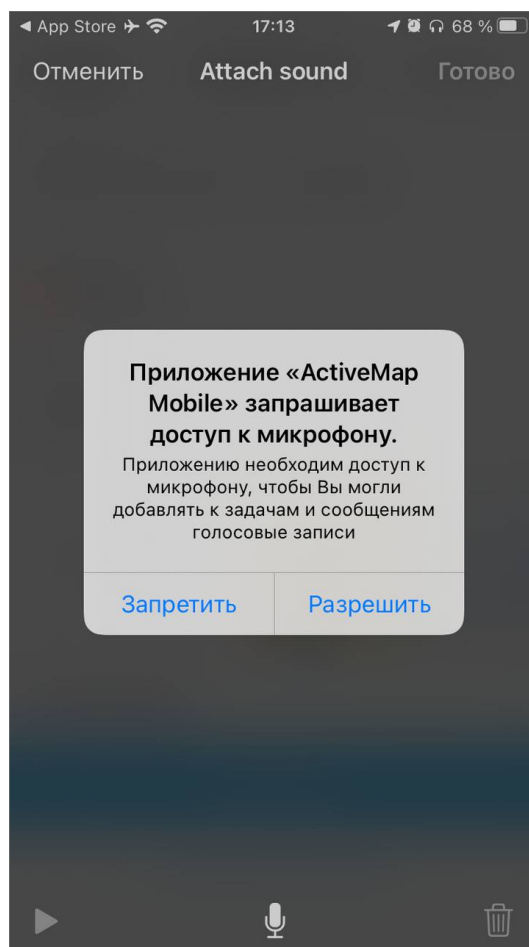 App Store 17:13 68 %
Отменить Attach sound Готово
Приложение «ActiveMap
Mobile» запрашивает
доступ к микрофону.
Приложению необходим доступ к
микрофону, чтобы Вы могли
добавлять к задачам и сообщениям
голосовые записи
Запретить Разрешить